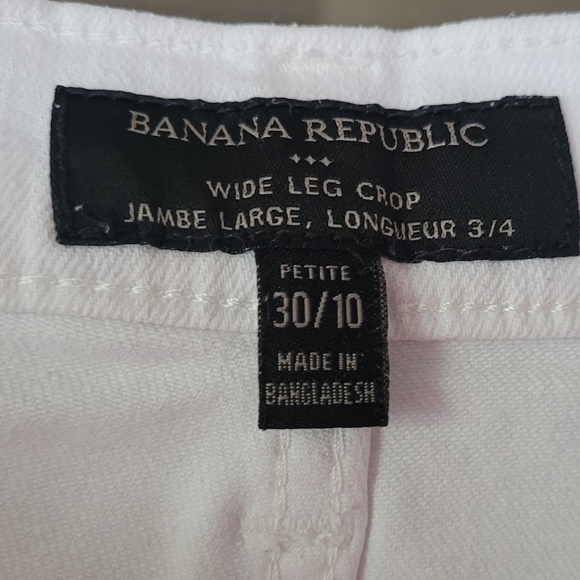 BANANA REPUBLIC
WIDE LEG CROP
JAMBE LARGE, LONGUEUR 3/4
PETITE
30/10
MADE IN
BANGLADESH